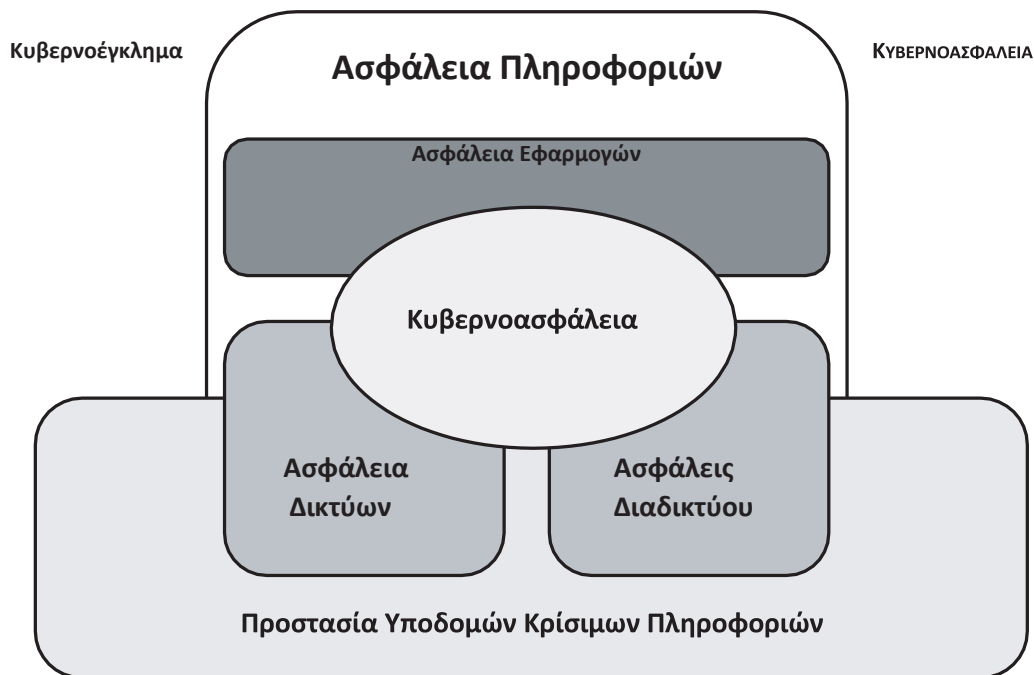 Κυβερνοέγκλημα
ΚΥΒΕΡΝΟΑΣΦΑΛΕΙΑ
Ασφάλεια Πληροφοριών
Ασφάλεια Εφαρμογών
Κυβερνοασφάλεια
Ασφάλεια
Δικτύων
Ασφάλεις
Διαδικτύου
Προστασία Υποδομών Κρίσιμων Πληροφοριών